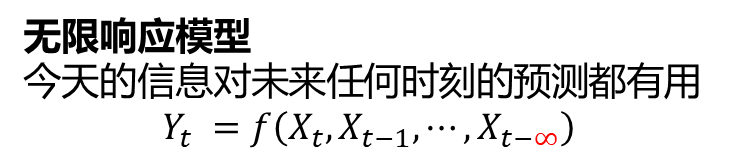 无限响应模型
今天的信息对未来任何时刻的预测都有用
Y_t = f(X_t, X_{t−1}, ⋯, X_{t−∞})